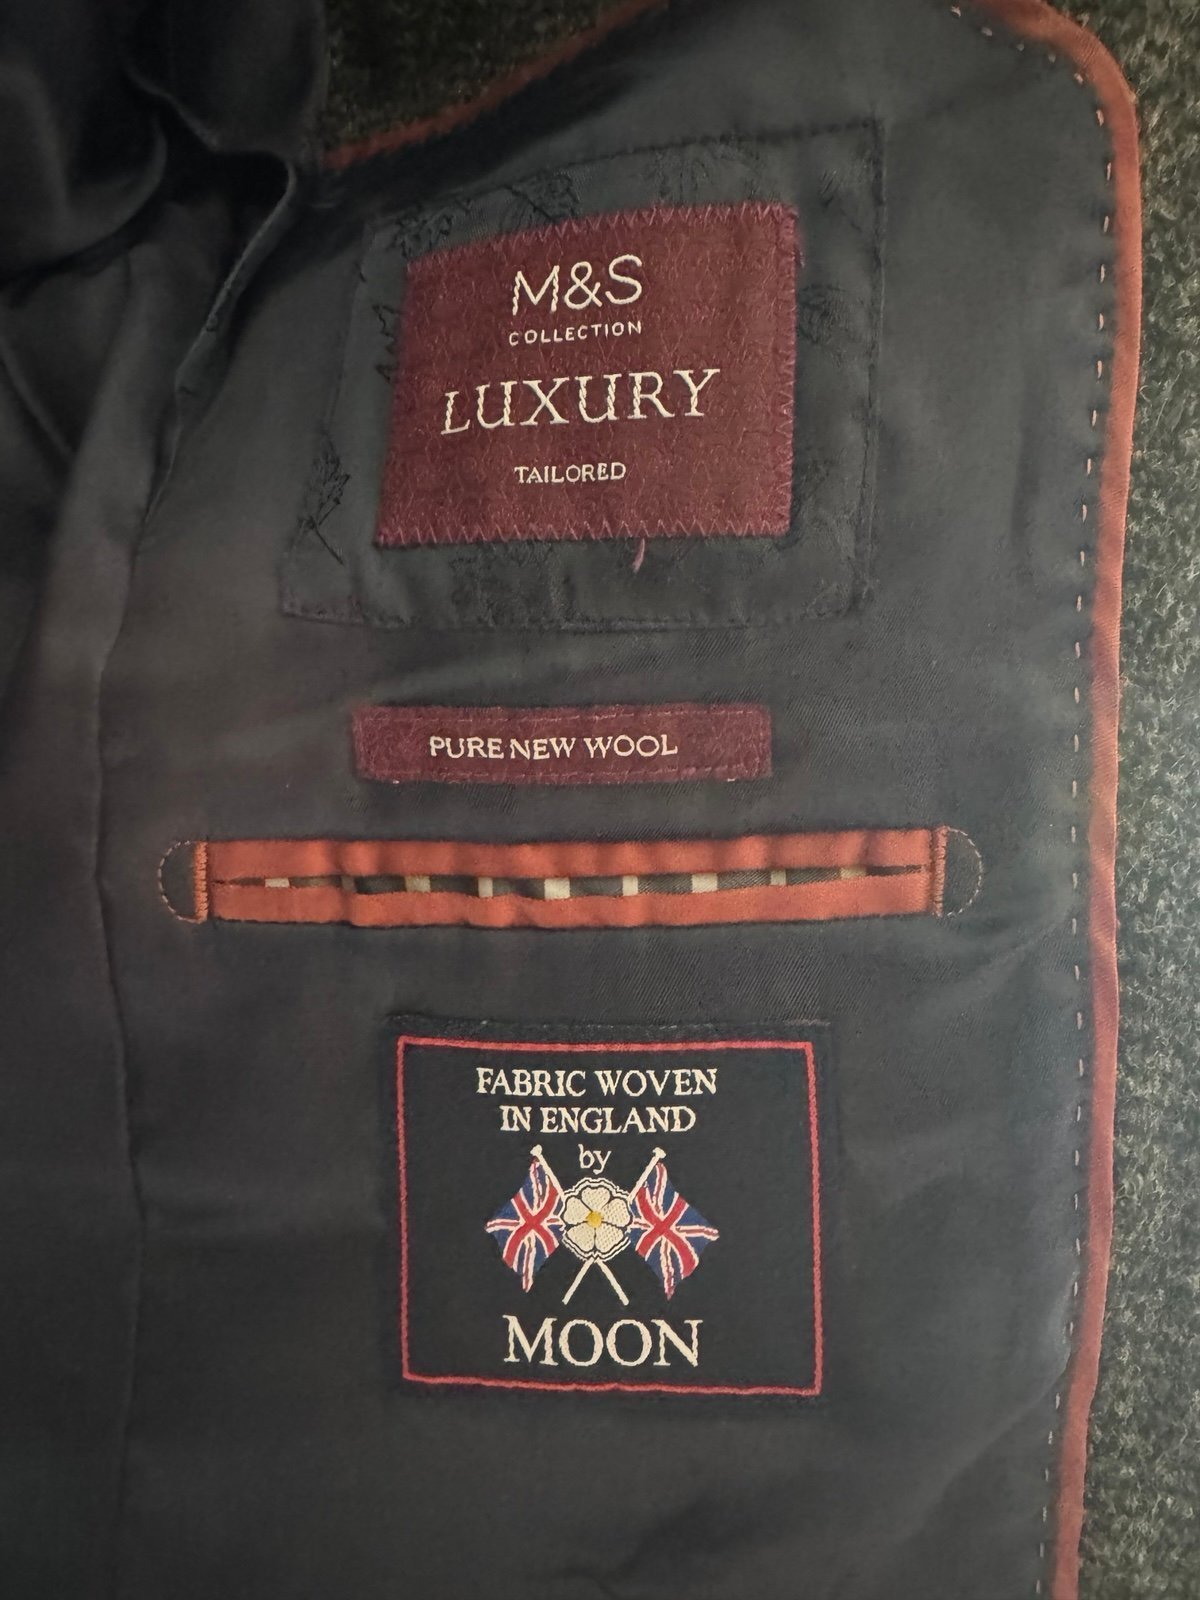 M&S
COLLECTION
LUXURY
TAILORED
PURE NEW WOOL
FABRIC WOVEN
IN ENGLAND
by
MOON